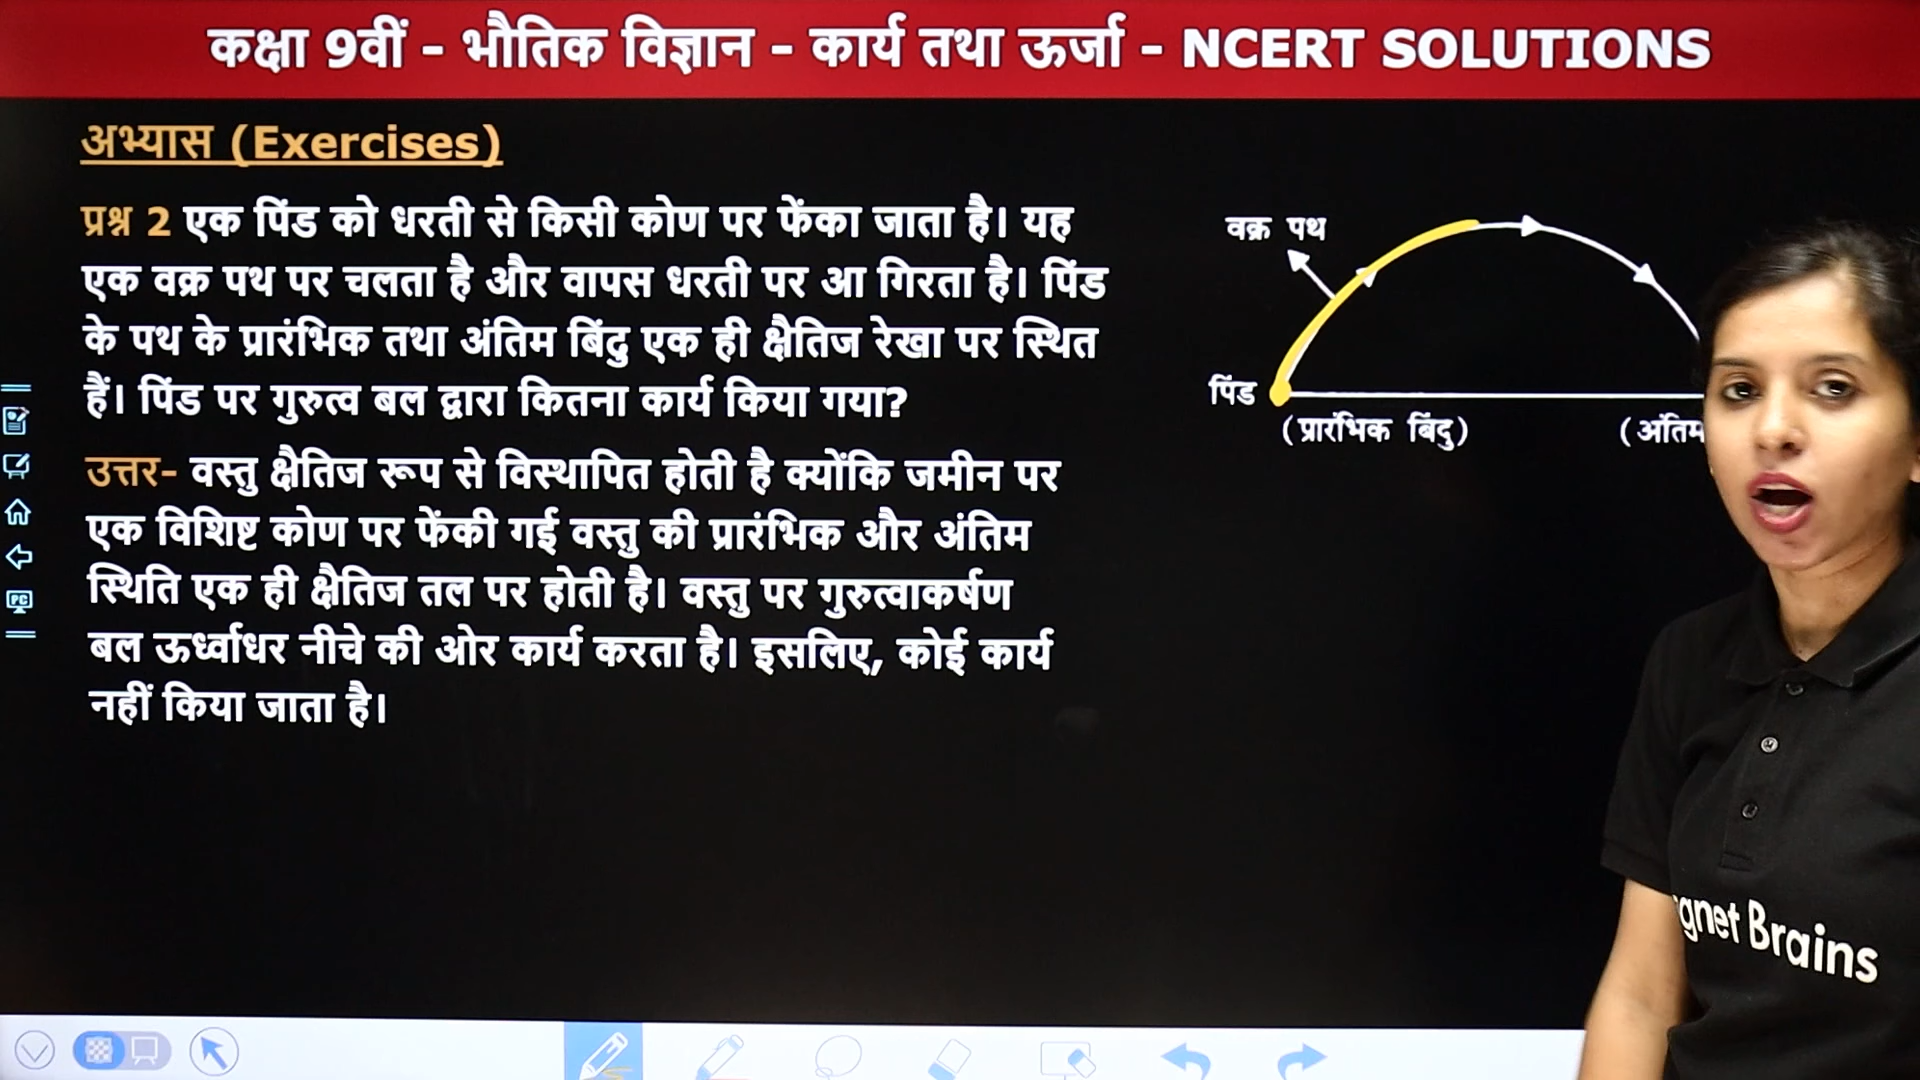 कक्षा 9वीं - भौतिक विज्ञान - कार्य तथा ऊर्जा - NCERT SOLUTIONS
अभ्यास (Exercises)
प्रश्न 2 एक पिंड को धरती से किसी कोण पर फेंका जाता है। यह
एक वक्र पथ पर चलता है और वापस धरती पर आ गिरता है। पिंड
के पथ के प्रारंभिक तथा अंतिम बिंदु एक ही क्षैतिज रेखा पर स्थित
हैं। पिंड पर गुरुत्व बल द्वारा कितना कार्य किया गया?
उत्तर- वस्तु क्षैतिज रूप से विस्थापित होती है क्योंकि जमीन पर
एक विशिष्ट कोण पर फेंकी गई वस्तु की प्रारंभिक और अंतिम
स्थिति एक ही क्षैतिज तल पर होती है। वस्तु पर गुरुत्वाकर्षण
बल ऊर्ध्वाधर नीचे की ओर कार्य करता है। इसलिए, कोई कार्य
नहीं किया जाता है।
वक्र पथ
पिंड
(प्रारंभिक बिंदु)
(अंतिम
PC
gnet Brains